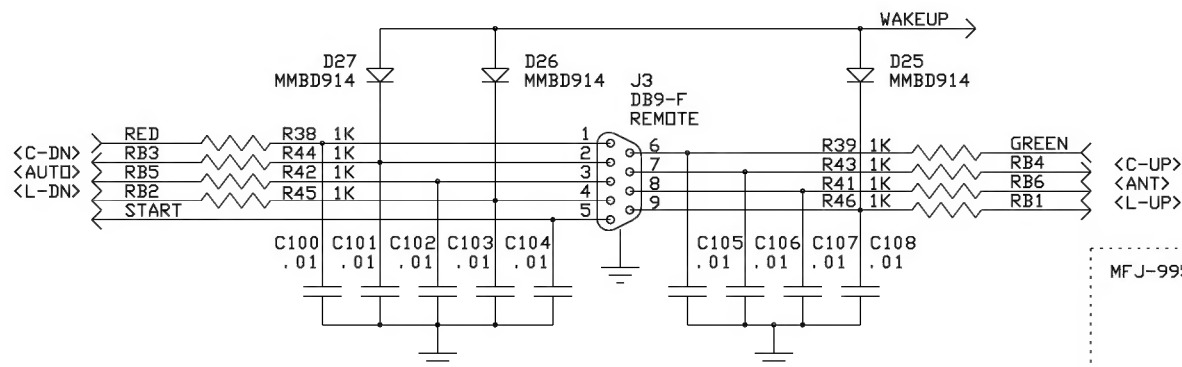 WAKEUP
D27
MMBD914
D26
MMBD914
D25
MMBD914
J3
DB9-F
REMOTE
RED R38 1K 1
<C-DN> RB3 R44 1K 2
<AUTO> RB5 R42 1K 3
<L-DN> RB2 R45 1K 4
START 5
6 R39 1K GREEN
7 R43 1K RB4 <C-UP>
8 R41 1K RB6 <ANT>
9 R46 1K RB1 <L-UP>
C100 C101 C102 C103 C104
.01 .01 .01 .01 .01
C105 C106 C107 C108
.01 .01 .01 .01
MFJ-99